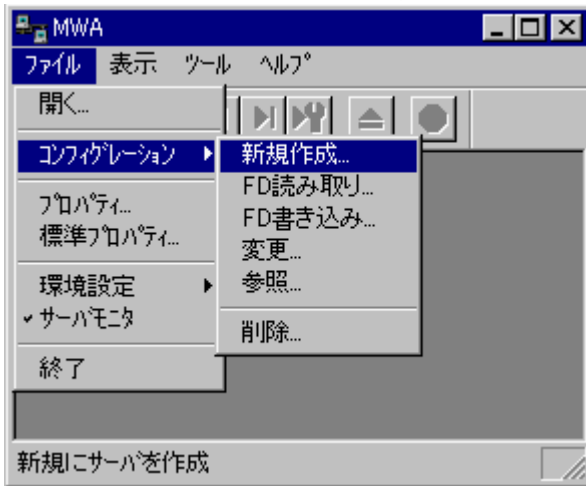 MWA
ﾌｧｲﾙ 表示 ﾂｰﾙ ﾍﾙﾌﾟ
開く...
ｺﾝﾌｨｸﾞﾚｰｼｮﾝ
ﾌﾟﾛﾊﾟﾃｨ...
標準ﾌﾟﾛﾊﾟﾃｨ...
環境設定
ｻｰﾊﾞﾓﾆﾀ
終了
新規作成...
FD読み取り...
FD書き込み...
変更...
参照...
削除...
新規にｻｰﾊﾞを作成